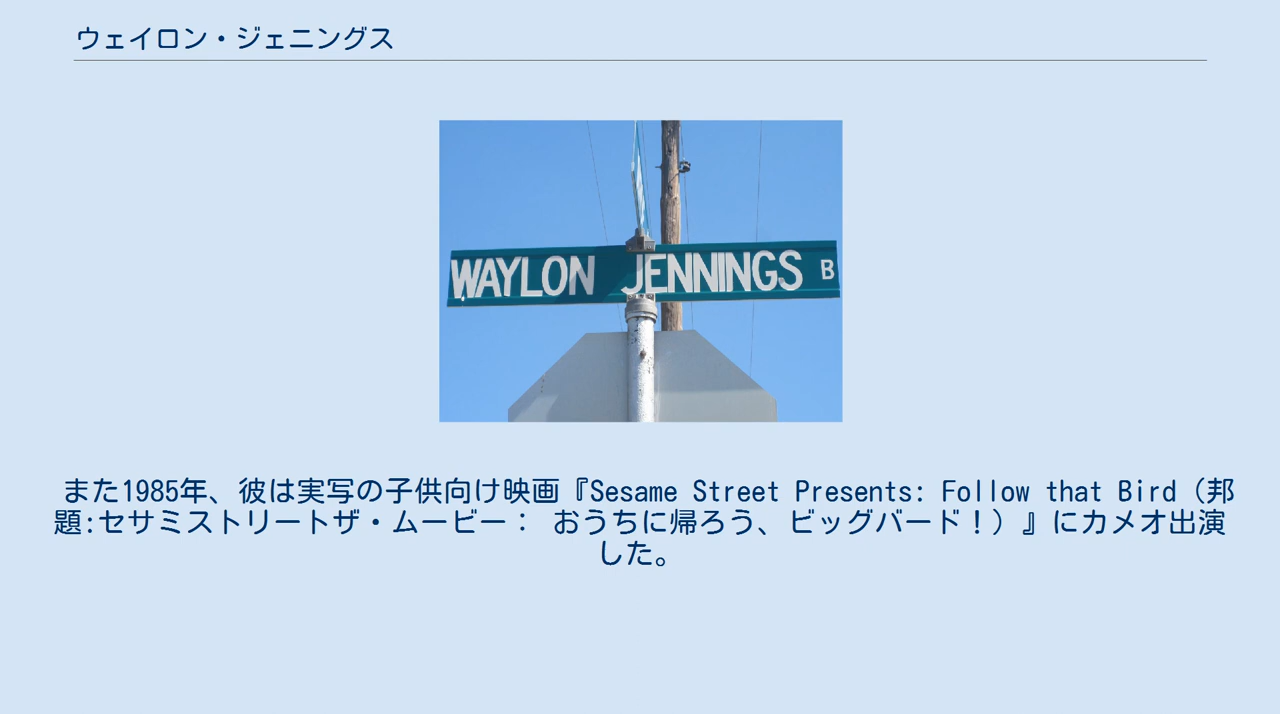 ウェイロン・ジェニングス
WAYLON JENNINGS B
また1985年、彼は実写の子供向け映画『Sesame Street Presents: Follow that Bird（邦
題:セサミストリートザ・ムービー： おうちに帰ろう、ビッグバード！）』にカメオ出演
した。